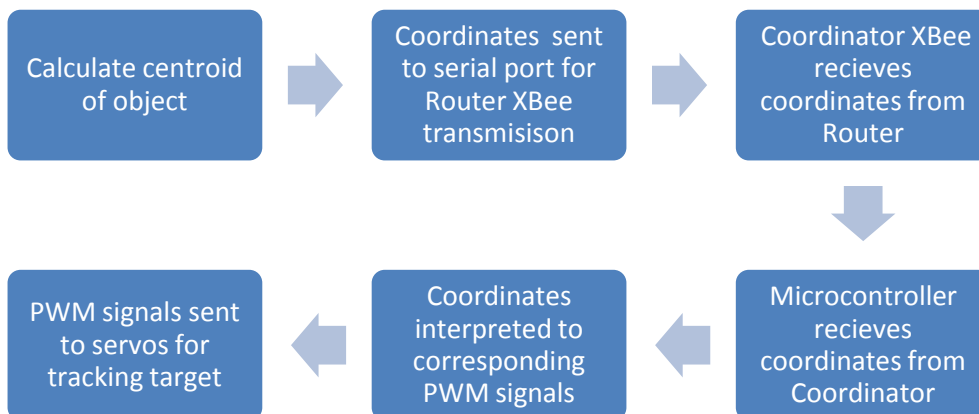 Calculate centroid
of object
Coordinates sent
to serial port for
Router XBee
transmisison
Coordinator XBee
recieves
coordinates from
Router
Microcontroller
recieves
coordinates from
Coordinator
Coordinates
interpreted to
corresponding
PWM signals
PWM signals sent
to servos for
tracking target